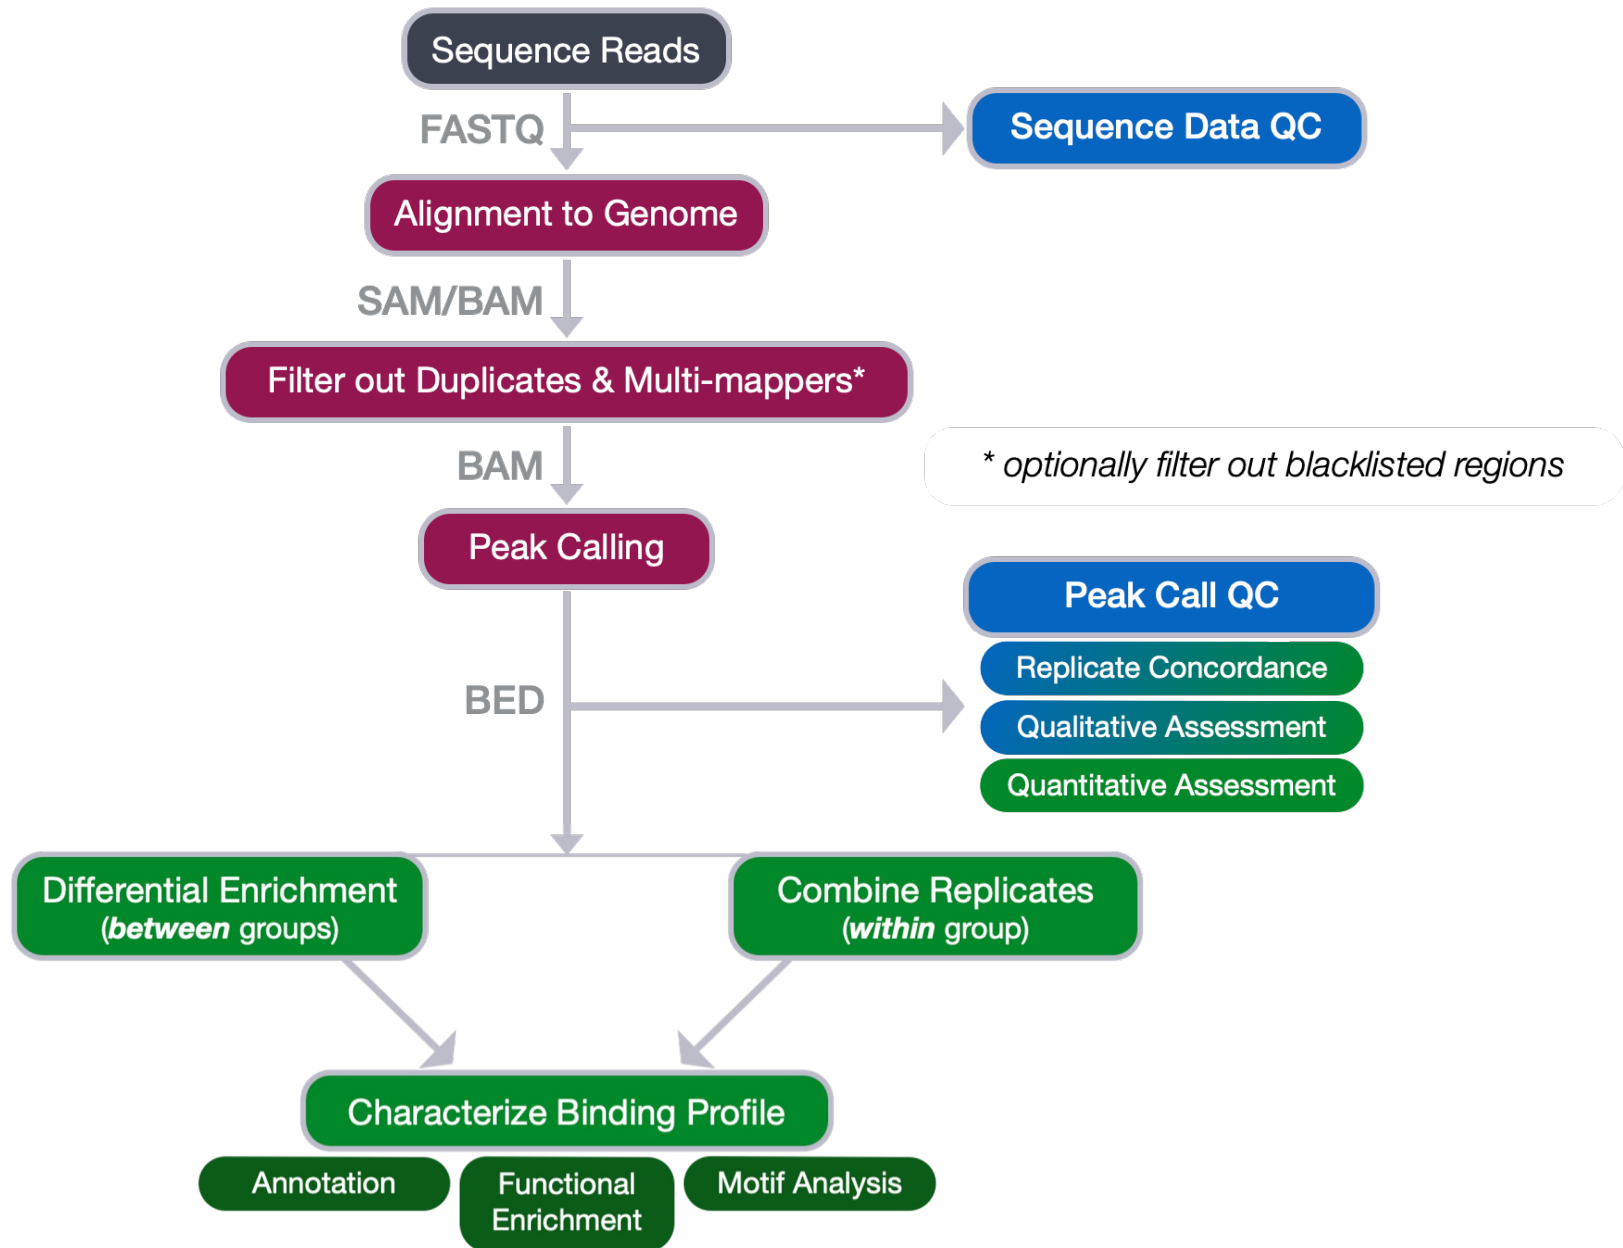 Sequence Reads
FASTQ
Sequence Data QC
Alignment to Genome
SAM/BAM
Filter out Duplicates & Multi-mappers*
BAM
* optionally filter out blacklisted regions
Peak Calling
Peak Call QC
Replicate Concordance
BED
Qualitative Assessment
Quantitative Assessment
Differential Enrichment
(between groups)
Combine Replicates
(within group)
Characterize Binding Profile
Annotation
Functional
Enrichment
Motif Analysis